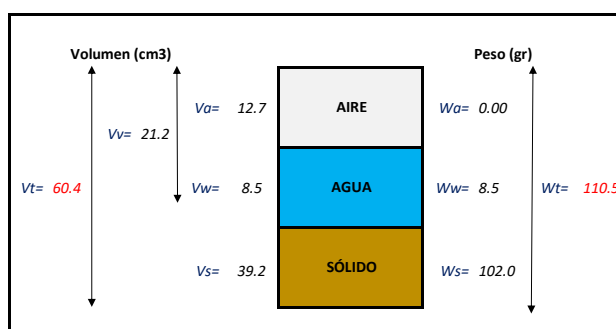 Volumen (cm3) Peso (gr)
Va= 12.7 AIRE Wa= 0.00
Vv= 21.2
Vt= 60.4 Vw= 8.5 AGUA Ww= 8.5 Wt= 110.5
Vs= 39.2 SÓLIDO Ws= 102.0